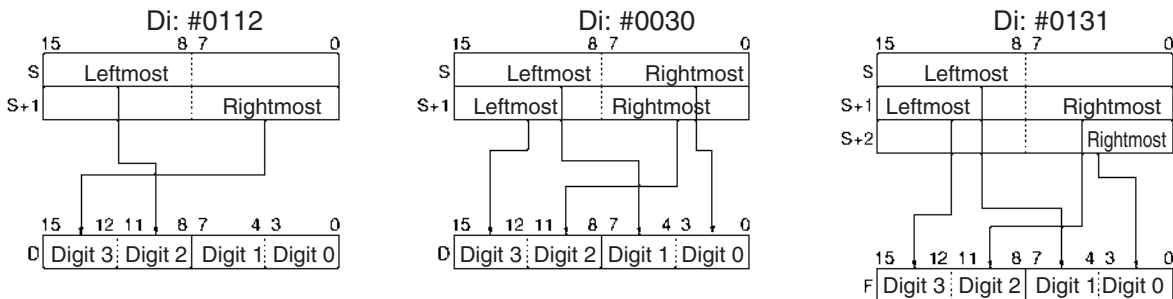 Di: #0112
15 8 7 0
S Leftmost
S+1 Rightmost
15 12 11 8 7 4 3 0
D Digit 3 Digit 2 Digit 1 Digit 0
Di: #0030
15 8 7 0
S Leftmost Rightmost
S+1 Leftmost Rightmost
15 12 11 8 7 4 3 0
D Digit 3 Digit 2 Digit 1 Digit 0
Di: #0131
15 8 7 0
S Leftmost
S+1 Leftmost Rightmost
S+2 Rightmost
15 12 11 8 7 4 3 0
F Digit 3 Digit 2 Digit 1 Digit 0